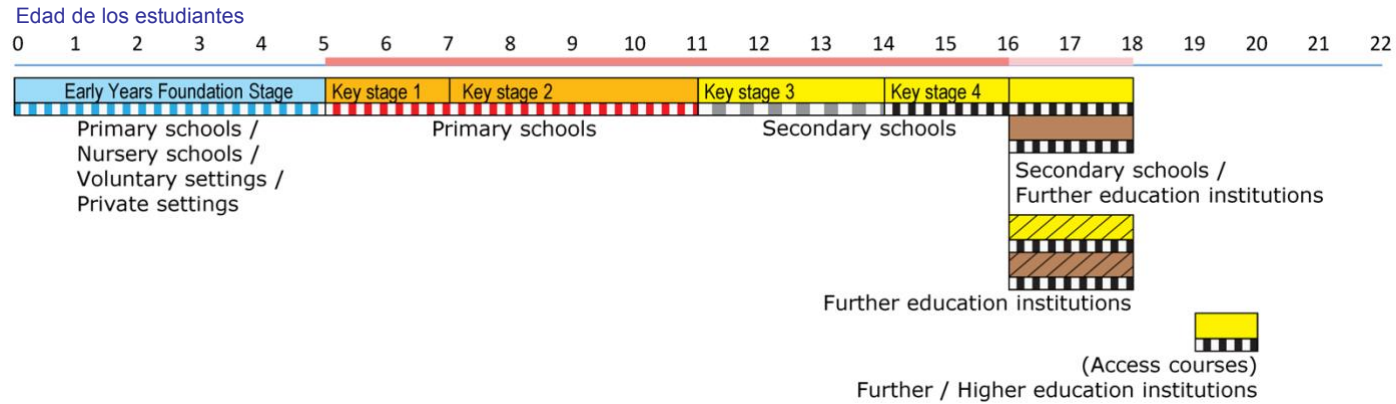 Edad de los estudiantes
0 1 2 3 4 5 6 7 8 9 10 11 12 13 14 15 16 17 18 19 20 21 22
Early Years Foundation Stage Key stage 1 Key stage 2 Key stage 3 Key stage 4
Primary schools /
Nursery schools /
Voluntary settings /
Private settings
Primary schools
Secondary schools
Secondary schools /
Further education institutions
Further education institutions
(Access courses)
Further / Higher education institutions